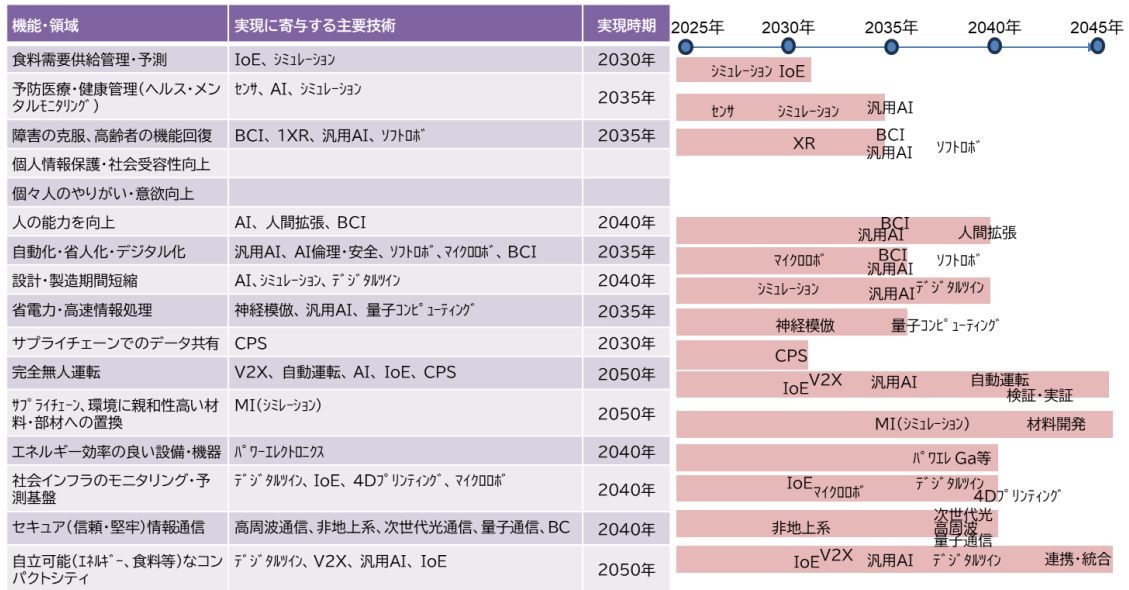 機能・領域 実現に寄与する主要技術 実現時期 2025年 2030年 2035年 2040年 2045年
食料需要供給管理・予測 IoE、ｼﾐｭﾚｰｼｮﾝ 2030年 ｼﾐｭﾚｰｼｮﾝ IoE
予防医療・健康管理(ヘルス・メン
タルﾓﾆﾀﾘﾝｸﾞ) ｾﾝｻ、AI、ｼﾐｭﾚｰｼｮﾝ 2035年 ｾﾝｻ ｼﾐｭﾚｰｼｮﾝ 汎用AI
障害の克服、高齢者の機能回復 BCI、1XR、汎用AI、ｿﾌﾄﾛﾎﾞ 2035年 XR BCI
汎用AI ｿﾌﾄﾛﾎﾞ
個人情報保護・社会受容性向上
個々人のやりがい・意欲向上
人の能力を向上 AI、人間拡張、BCI 2040年 BCI
汎用AI 人間拡張
自動化・省人化・デジタル化 汎用AI、AI倫理・安全、ｿﾌﾄﾛﾎﾞ、ﾏｲｸﾛﾛﾎﾞ、BCI 2035年 ﾏｲｸﾛﾛﾎﾞ BCI
汎用AI ｿﾌﾄﾛﾎﾞ
設計・製造期間短縮 AI、ｼﾐｭﾚｰｼｮﾝ、ﾃﾞｼﾞﾀﾙﾂｲﾝ 2040年 ｼﾐｭﾚｰｼｮﾝ 汎用AI ﾃﾞｼﾞﾀﾙﾂｲﾝ
省電力・高速情報処理 神経模倣、汎用AI、量子ｺﾝﾋﾟｭｰﾃｨﾝｸﾞ 2035年 神経模倣 量子ｺﾝﾋﾟｭｰﾃｨﾝｸﾞ
サプライチェーンでのデータ共有 CPS 2030年 CPS
完全無人運転 V2X、自動運転、AI、IoE、CPS 2050年 IoE V2X 汎用AI 自動運転
検証・実証
ｻﾌﾟﾗｲﾁｪｰﾝ、環境に親和性高い材
料・部材への置換 MI(ｼﾐﾚｰｼｮﾝ) 2050年 MI(ｼﾐｭﾚｰｼｮﾝ) 材料開発
エネルギー効率の良い設備・機器 ﾊﾟﾜｰｴﾚｸﾄﾛﾆｸｽ 2040年 ﾊﾟﾜｴﾚ Ga等
社会インフラのモニタリング・予
測基盤 ﾃﾞｼﾞﾀﾙﾂｲﾝ、IoE、4Dﾌﾟﾘﾝﾃｨﾝｸﾞ、ﾏｲｸﾛﾛﾎﾞ 2040年 IoE ﾏｲｸﾛﾛﾎﾞ ﾃﾞｼﾞﾀﾙﾂｲﾝ
4Dﾌﾟﾘﾝﾃｨﾝｸﾞ
セキュア(信頼・堅牢)情報通信 高周波通信、非地上系、次世代光通信、量子通信、BC 2040年 非地上系 次世代光
高周波
量子通信
自立可能(ｴﾈﾙｷﾞｰ、食料等)なコン
パクトシティ ﾃﾞｼﾞﾀﾙﾂｲﾝ、V2X、汎用AI、IoE 2050年 IoE V2X 汎用AI ﾃﾞｼﾞﾀﾙﾂｲﾝ 連携・統合